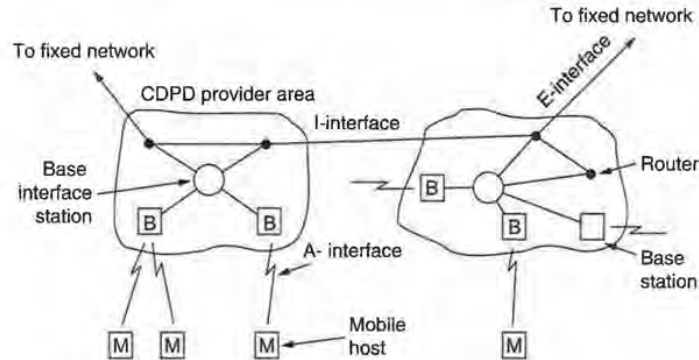 To fixed network
To fixed network
CDPD provider area
E-interface
I-interface
Base
interface
station
Router
B
B
B
B
A- interface
Base
station
Mobile
host
M
M
M
M